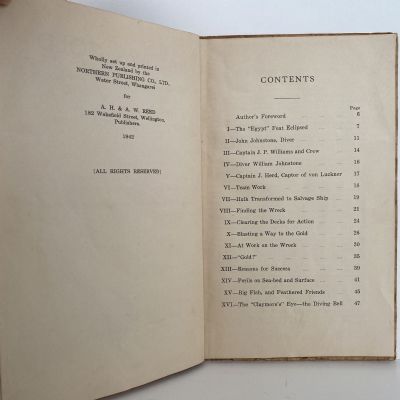 Wholly set up and printed in
New Zealand by the
NORTHERN PUBLISHING CO., LTD.
Water Street, Whangarei
for
A. H. & A. W. REED
182 Wakefield Street, Wellington,
Publishers.
1942
[ALL RIGHTS RESERVED]
CONTENTS
Page
Author's Foreword 6
I—The "Egypt" Feat Eclipsed 7
II—John Johnstone, Diver 11
III—Captain J. P. Williams and Crew 14
IV—Diver William Johnstone 16
V—Captain J. Herd, Captor of von Luckner 17
VI—Team Work 18
VII—Hulk Transformed to Salvage Ship 19
VIII—Finding the Wreck 21
IX—Clearing the Decks for Action 24
X—Blasting a Way to the Gold 26
XI—At Work on the Wreck 30
XII—"Gold!" 35
XIII—Reasons for Success 39
XIV—Perils on Sea-bed and Surface 41
XV—Big Fish, and Feathered Friends 45
XVI—The "Claymore's" Eye—the Diving Bell 47